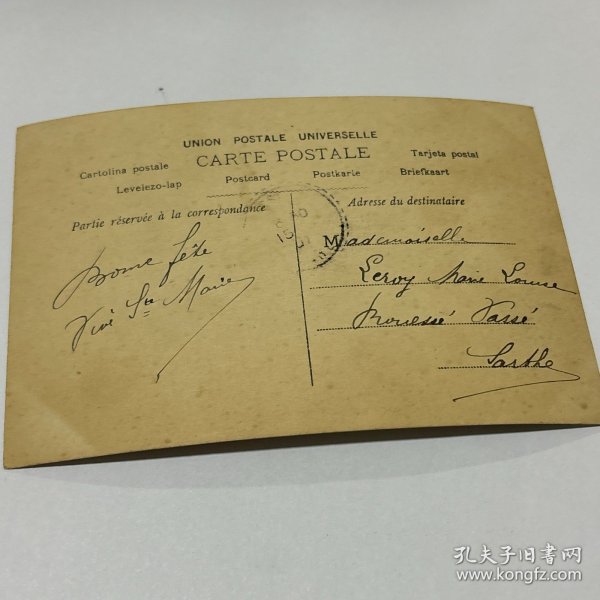 UNION POSTALE UNIVERSELLE
CARTE POSTALE
Cartolina postale
Tarjeta postal
Levelezo-lap
Postcard
Postkarte
Briefkaart
Partie réservée à la correspondance
Adresse du destinataire
Bonne fête
Vive Ste Marie
Mademoiselle
Leroy Marie Louise
Rouessé Vassé
Sarthe
孔夫子旧书网
www.kongfz.com